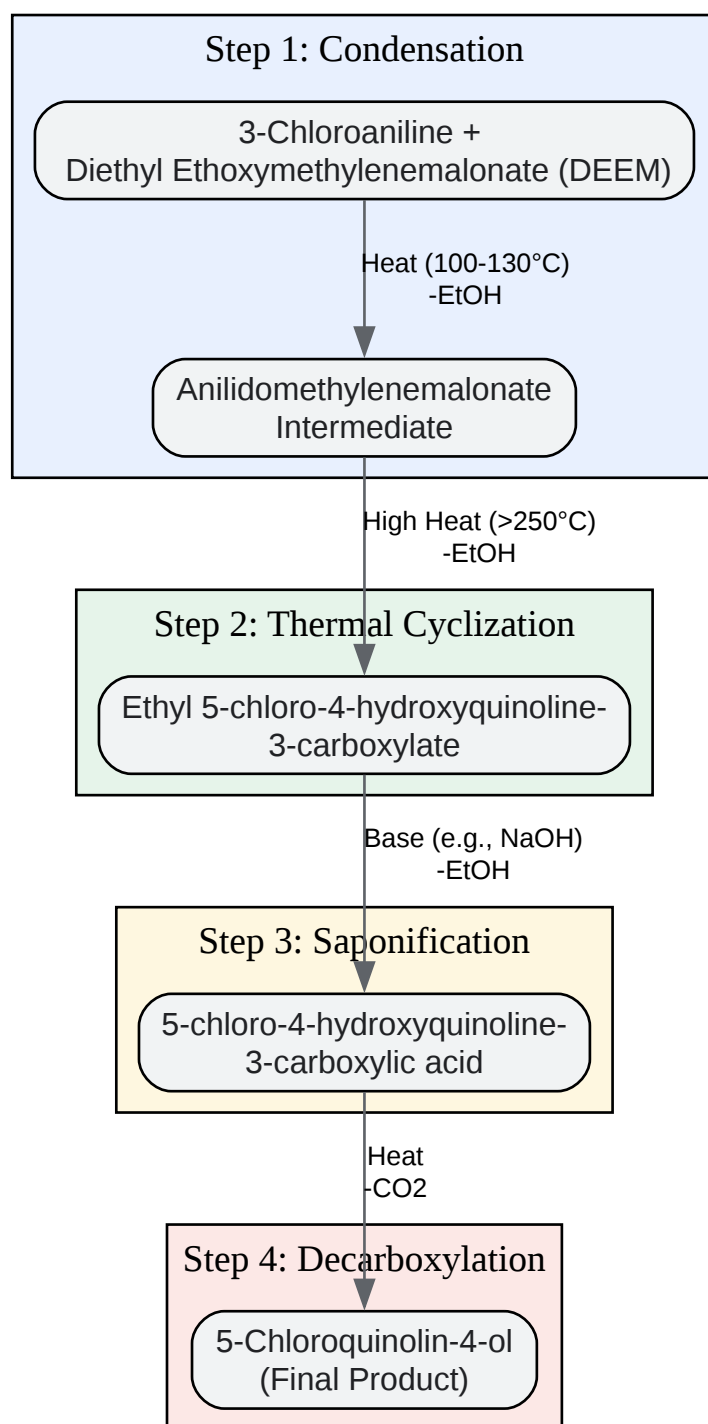 Step 1: Condensation
3-Chloroaniline +
Diethyl Ethoxymethylenemalonate (DEEM)
Heat (100-130°C)
-EtOH
Anilidomethylenemalonate
Intermediate
High Heat (>250°C)
-EtOH
Step 2: Thermal Cyclization
Ethyl 5-chloro-4-hydroxyquinoline-
3-carboxylate
Base (e.g., NaOH)
-EtOH
Step 3: Saponification
5-chloro-4-hydroxyquinoline-
3-carboxylic acid
Heat
-CO2
Step 4: Decarboxylation
5-Chloroquinolin-4-ol
(Final Product)